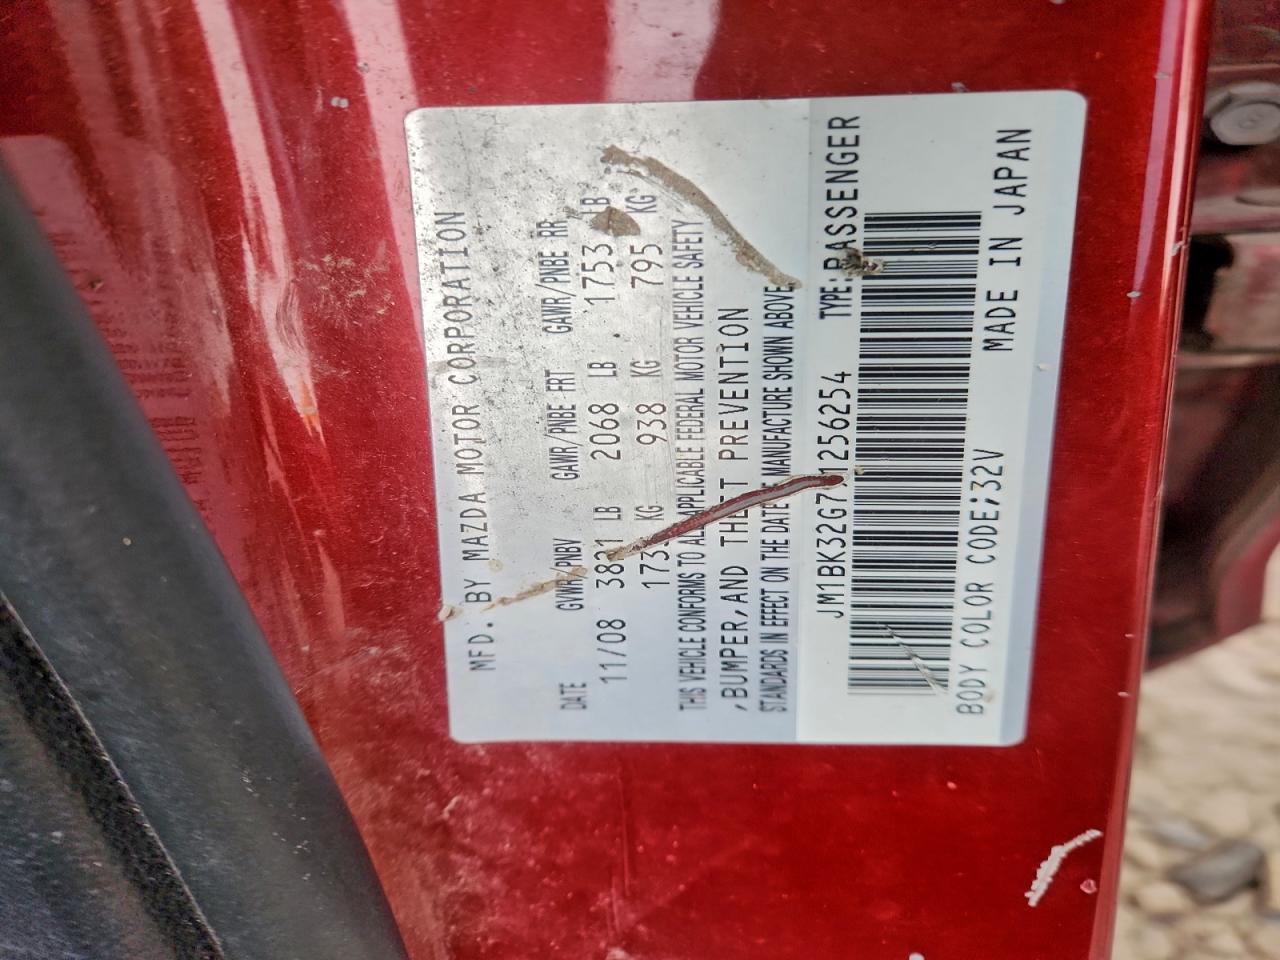 MFD. BY MAZDA MOTOR CORPORATION
DATE GVWR/PNBV GAWR/PNBE FRT GAWR/PNBE RR
11/08 3821 LB 2068 LB 1753 LB
KG 938 KG 795 KG
THIS VEHICLE CONFORMS TO ALL APPLICABLE FEDERAL MOTOR VEHICLE SAFETY
,BUMPER,AND THEFT PREVENTION
STANDARDS IN EFFECT ON THE DATE MANUFACTURE SHOWN ABOVE.
TYPE:PASSENGER
BODY COLOR CODE;32V MADE IN JAPAN